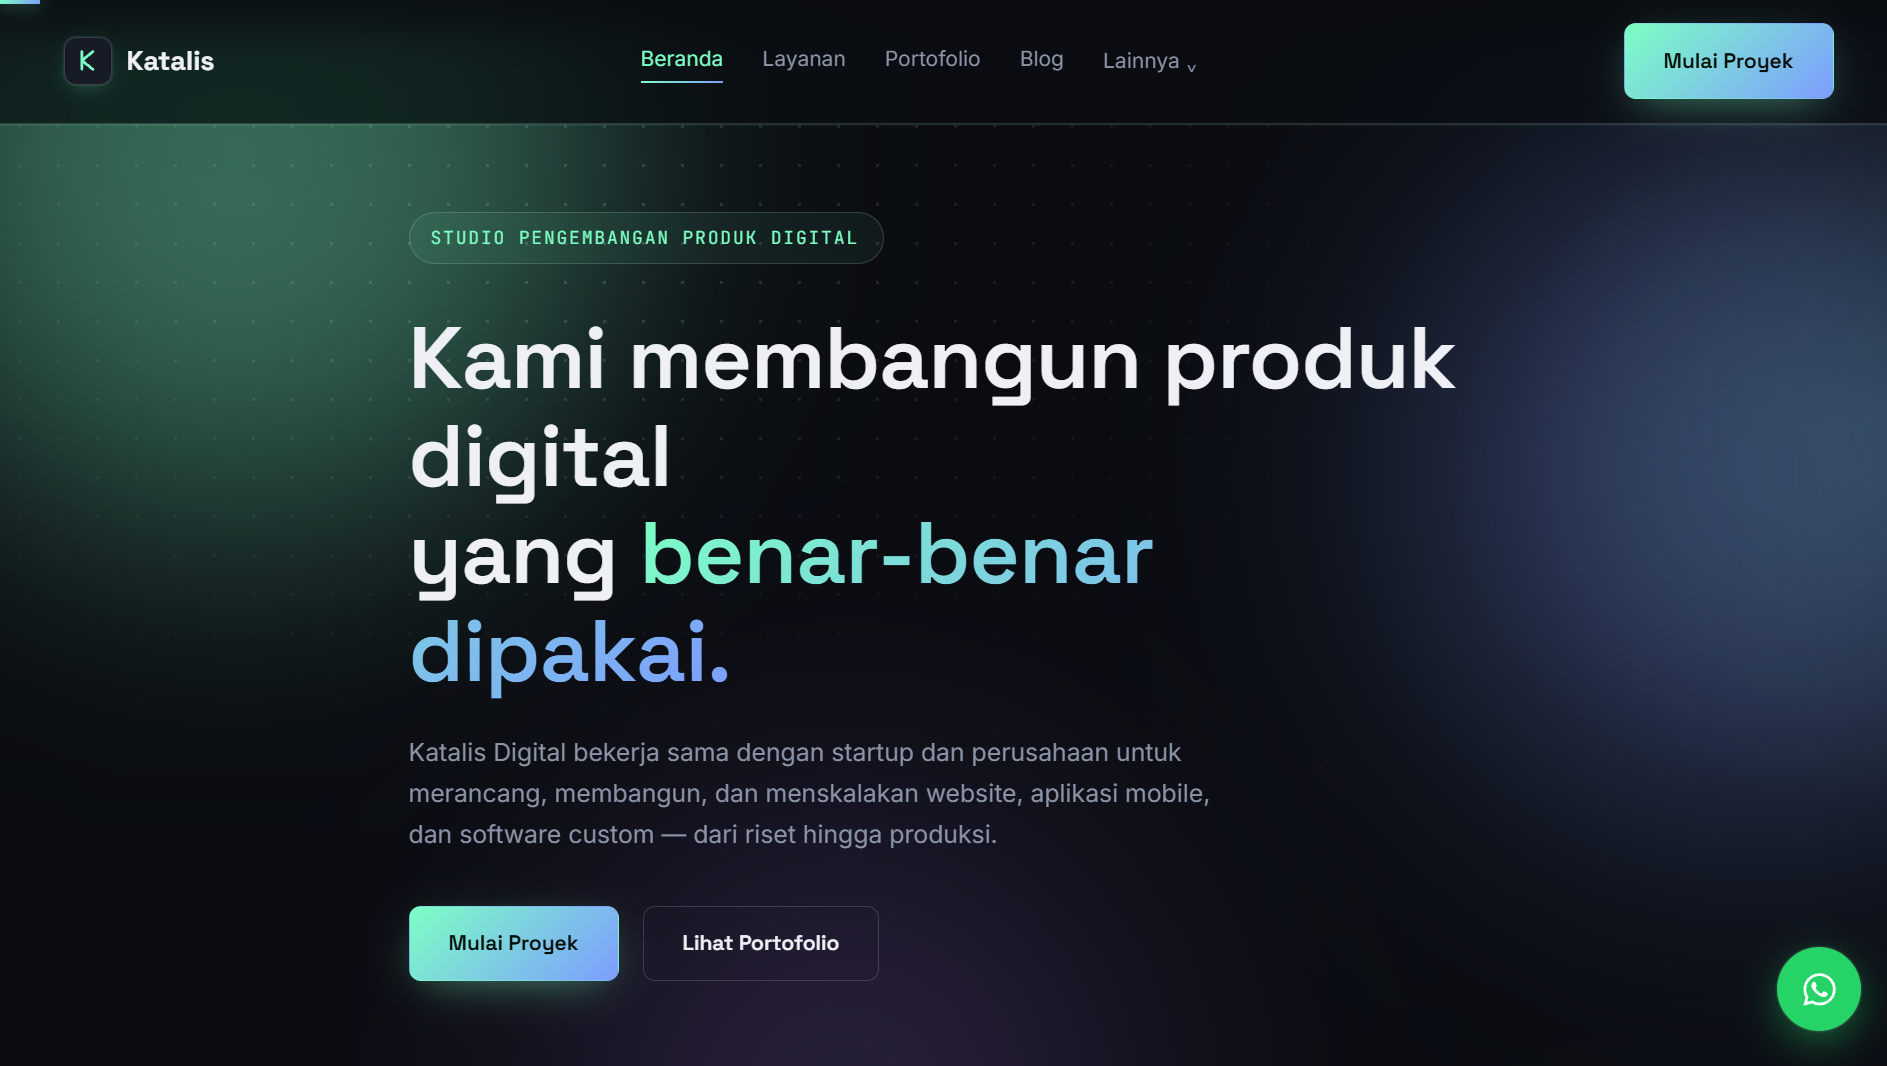 Katalis
Beranda
Layanan
Portofolio
Blog
Lainnya
Mulai Proyek
STUDIO PENGEMBANGAN PRODUK DIGITAL
Kami membangun produk
digital
yang benar-benar
dipakai.
Katalis Digital bekerja sama dengan startup dan perusahaan untuk
merancang, membangun, dan menskalakan website, aplikasi mobile,
dan software custom — dari riset hingga produksi.
Mulai Proyek
Lihat Portofolio